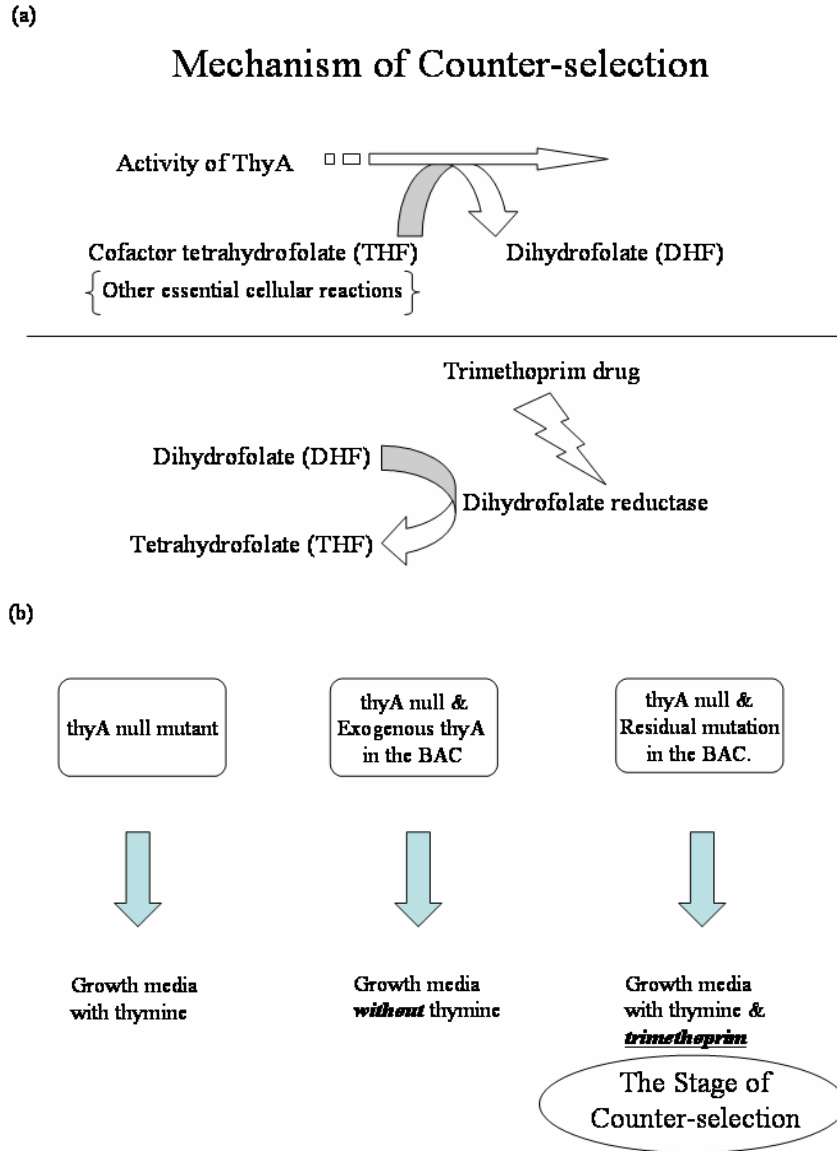 (a)
Mechanism of Counter-selection
Activity of ThyA
Cofactor tetrahydrofolate (THF)
Dihydrofolate (DHF)
Other essential cellular reactions
Trimethoprim drug
Dihydrofolate (DHF)
Dihydrofolate reductase
Tetrahydrofolate (THF)
(b)
thyA null mutant
thyA null &
Exogenous thyA
in the BAC
thyA null &
Residual mutation
in the BAC.
Growth media
with thymine
Growth media
without thymine
Growth media
with thymine &
trimethoprim
The Stage of
Counter-selection